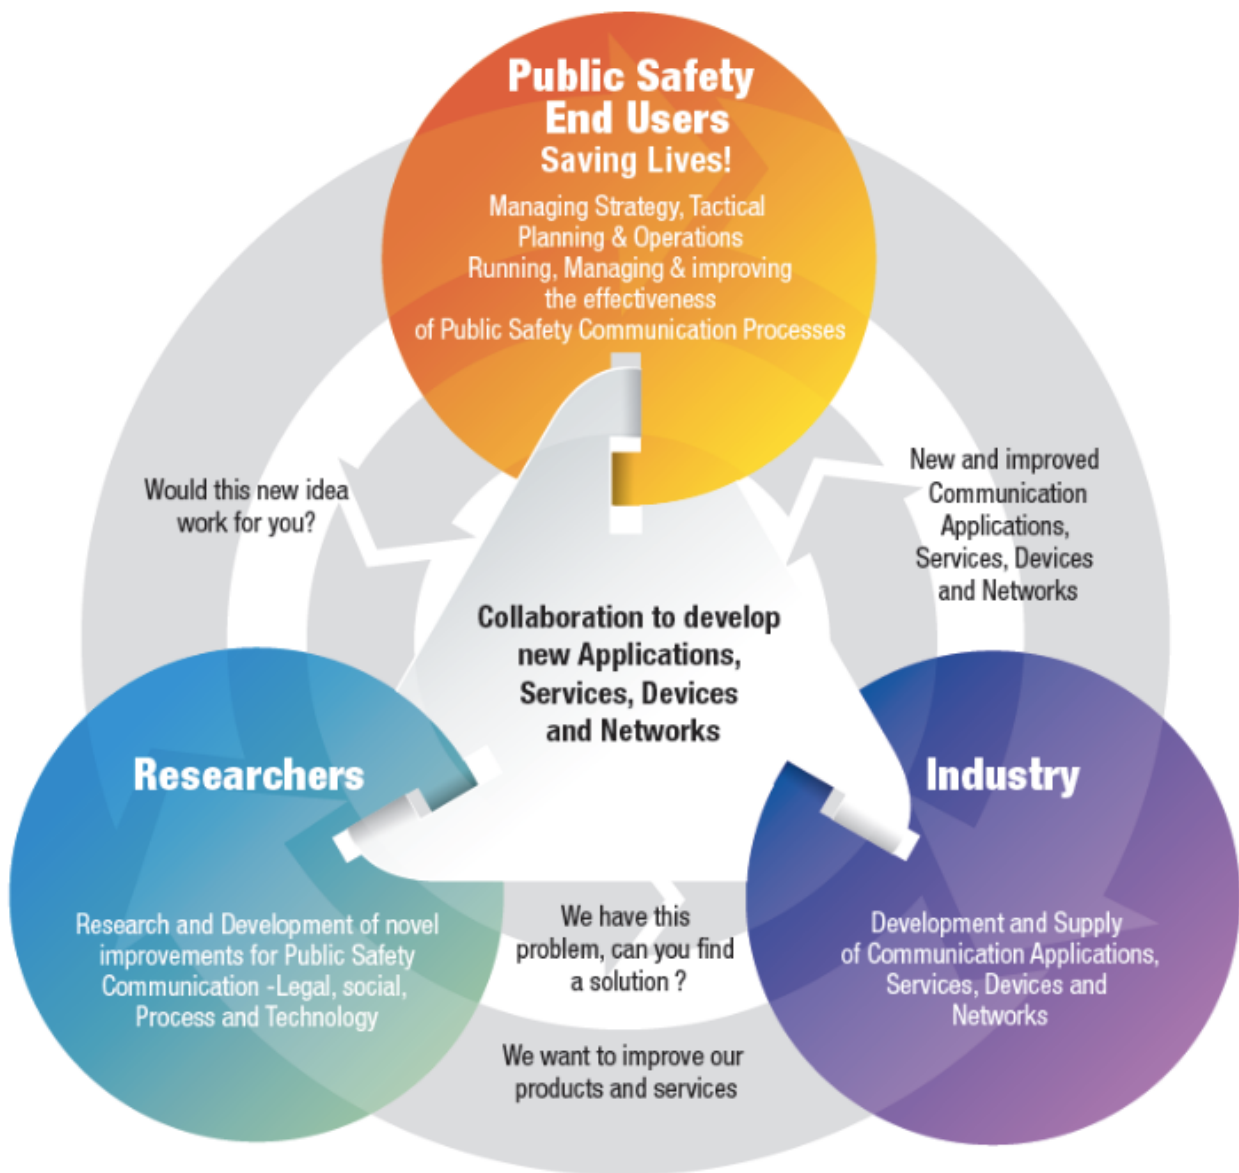 Public Safety
End Users
Saving Lives!
Managing Strategy, Tactical
Planning & Operations
Running, Managing & improving
the effectiveness
of Public Safety Communication Processes
Would this new idea
work for you?
New and improved
Communication
Applications,
Services, Devices
and Networks
Collaboration to develop
new Applications,
Services, Devices
and Networks
Researchers
Research and Development of novel
improvements for Public Safety
Communication -Legal, social,
Process and Technology
Industry
Development and Supply
of Communication Applications,
Services, Devices and
Networks
We have this
problem, can you find
a solution ?
We want to improve our
products and services